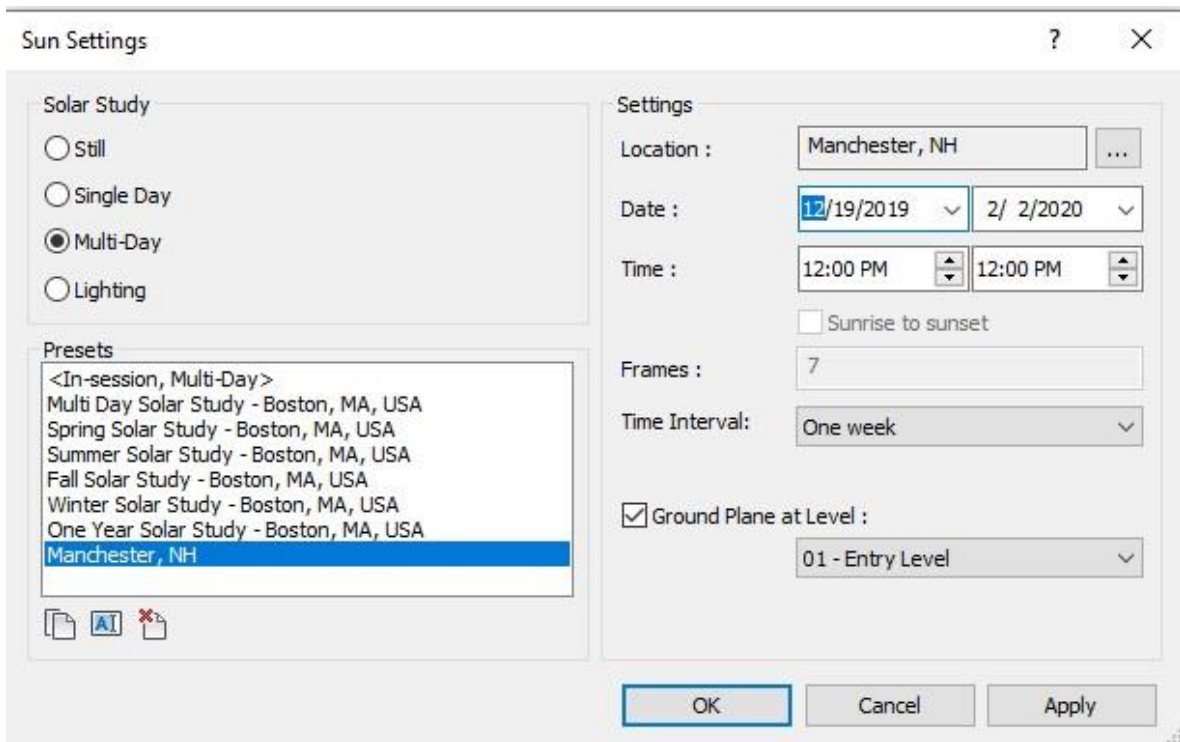 Sun Settings
?
Solar Study
Still
Single Day
Multi-Day
Lighting
Presets
<In-session, Multi-Day>
Multi Day Solar Study - Boston, MA, USA
Spring Solar Study - Boston, MA, USA
Summer Solar Study - Boston, MA, USA
Fall Solar Study - Boston, MA, USA
Winter Solar Study - Boston, MA, USA
One Year Solar Study - Boston, MA, USA
Manchester, NH
AI
Settings
Location : Manchester, NH ...
Date : 12/19/2019 2/ 2/2020
Time : 12:00 PM 12:00 PM
Sunrise to sunset
Frames : 7
Time Interval: One week
Ground Plane at Level :
01 - Entry Level
OK Cancel Apply